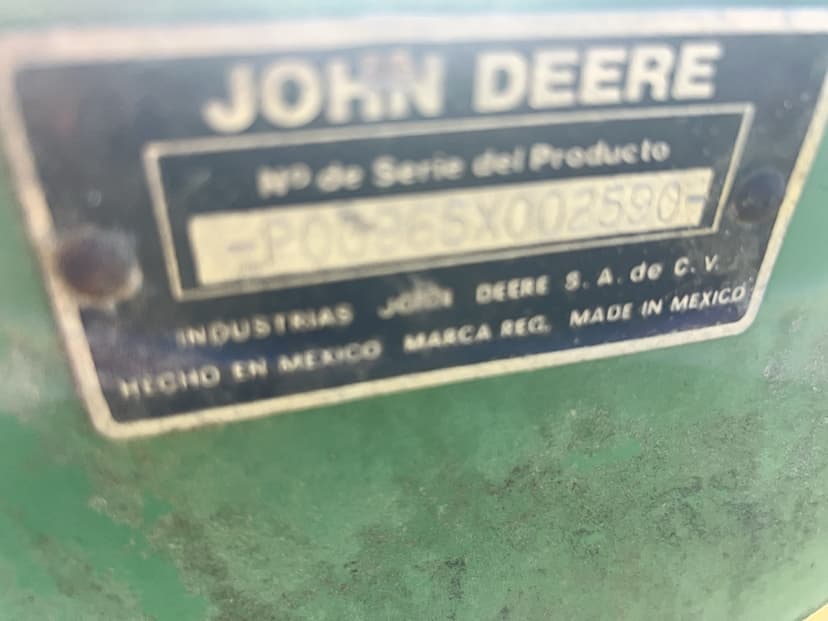 JOHN DEERE
Nº de Serie del Producto
-P00965X002590-
INDUSTRIAS JOHN DEERE S. A. de C. V.
HECHO EN MEXICO MARCA REG. MADE IN MEXICO